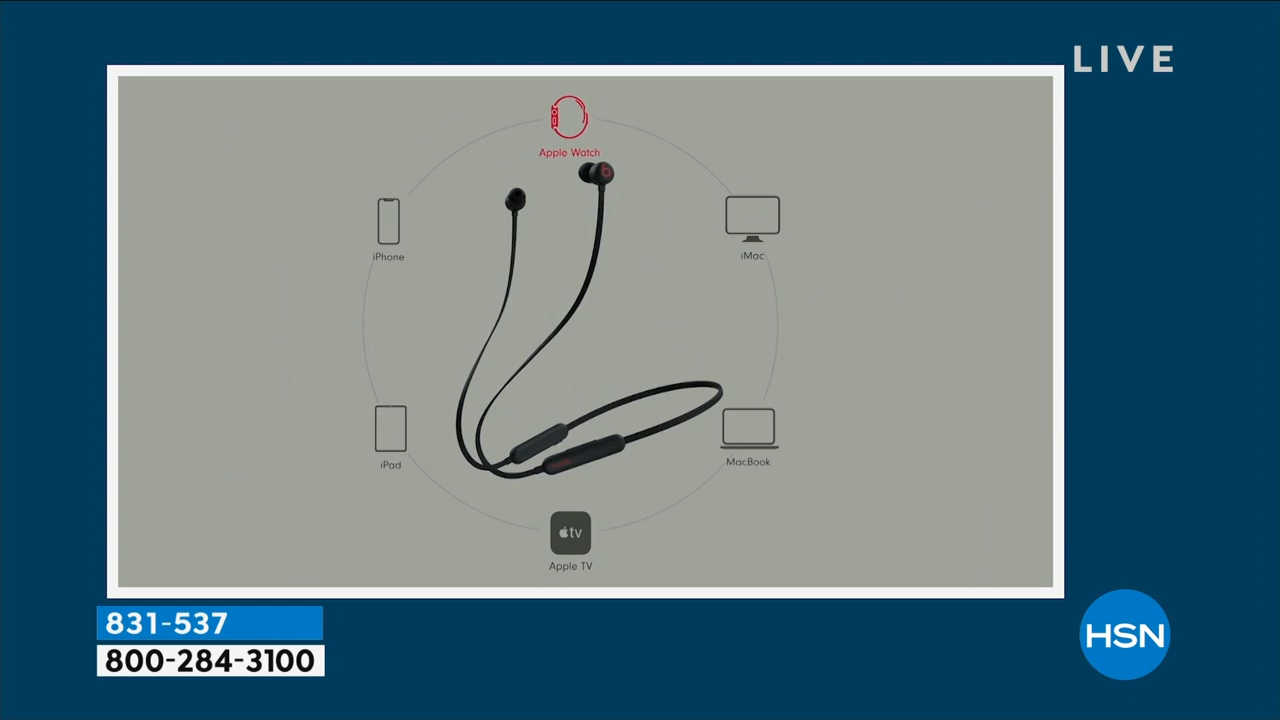 LIVE
Apple Watch
iPhone
iMac
iPad
MacBook
tv
Apple TV
831-537
800-284-3100
HSN